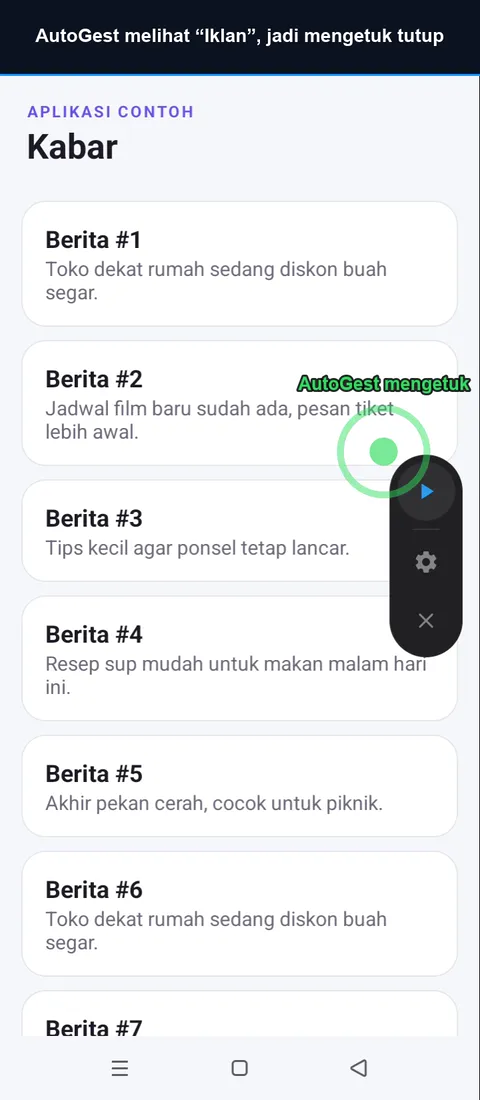 AutoGest melihat “Iklan”, jadi mengetuk tutup
APLIKASI CONTOH
Kabar
Berita #1
Toko dekat rumah sedang diskon buah
segar.
Berita #2
AutoGest mengetuk
Jadwal film baru sudah ada, pesan tiket
lebih awal.
Berita #3
Tips kecil agar ponsel tetap lancar.
Berita #4
Resep sup mudah untuk makan malam hari
ini.
Berita #5
Akhir pekan cerah, cocok untuk piknik.
Berita #6
Toko dekat rumah sedang diskon buah
segar.
Berita #7